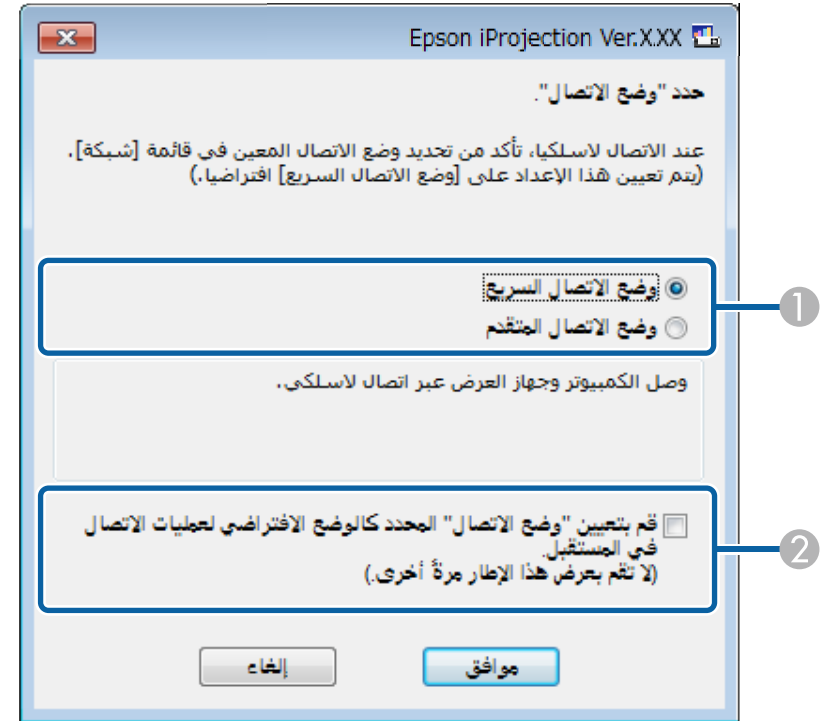 Epson iProjection Ver.X.XX
حدد "وضع الاتصال".
عند الاتصال لاسلكيا، تأكد من تحديد وضع الاتصال المعين في قائمة [شبكة].
(يتم تعيين هذا الإعداد على [وضع الاتصال السريع] افتراضيا.)
وضع الاتصال السريع
1
وضع الاتصال المتقدم
وصل الكمبيوتر وجهاز العرض عبر اتصال لاسلكي.
قم بتعيين "وضع الاتصال" المحدد كالوضع الافتراضي لعمليات الاتصال
في المستقبل.
2
(لا تقم بعرض هذا الإطار مرةً أخرى.)
موافق
إلغاء